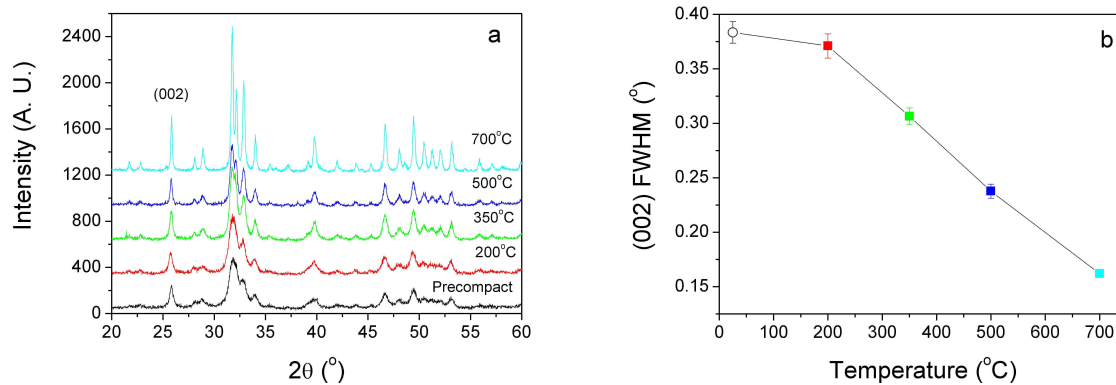 a
2400
2000
1600
1200
800
400
0
Intensity (A. U.)
(002)
700°C
500°C
350°C
200°C
Precompact
20 25 30 35 40 45 50 55 60
2θ (°)
b
0.40
0.35
0.30
0.25
0.20
0.15
(002) FWHM (°)
0 100 200 300 400 500 600 700
Temperature (°C)